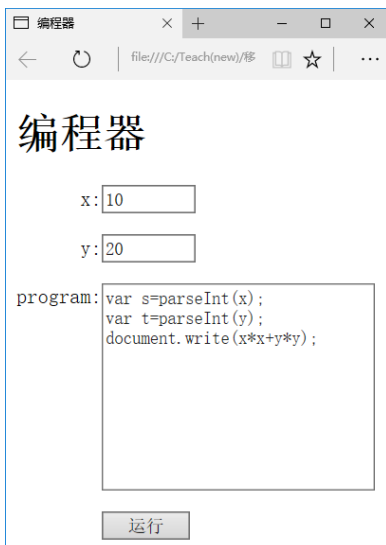 编程器
file:///C:/Teach(new)/移
编程器
x:10
y:20
program:var s=parseInt(x);
var t=parseInt(y);
document.write(x*x+y*y);
运行